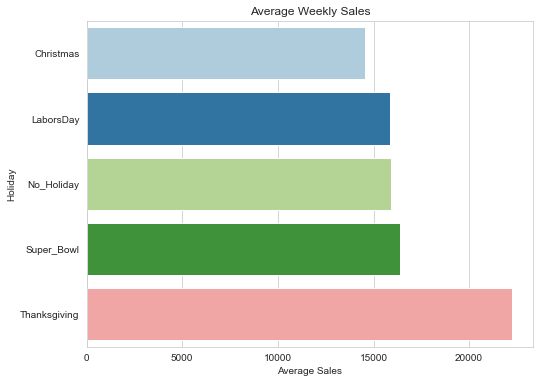 Average Weekly Sales
Holiday
Christmas
LaborsDay
No_Holiday
Super_Bowl
Thanksgiving
0 5000 10000 15000 20000
Average Sales